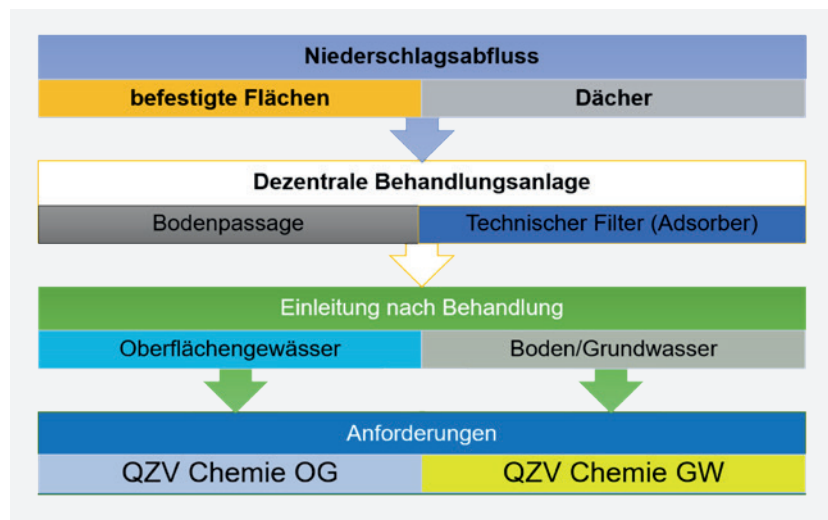 Niederschlagsabfluss
befestigte Flächen Dächer
Dezentrale Behandlungsanlage
Bodenpassage Technischer Filter (Adsorber)
Einleitung nach Behandlung
Oberflächengewässer Boden/Grundwasser
Anforderungen
QZV Chemie OG QZV Chemie GW